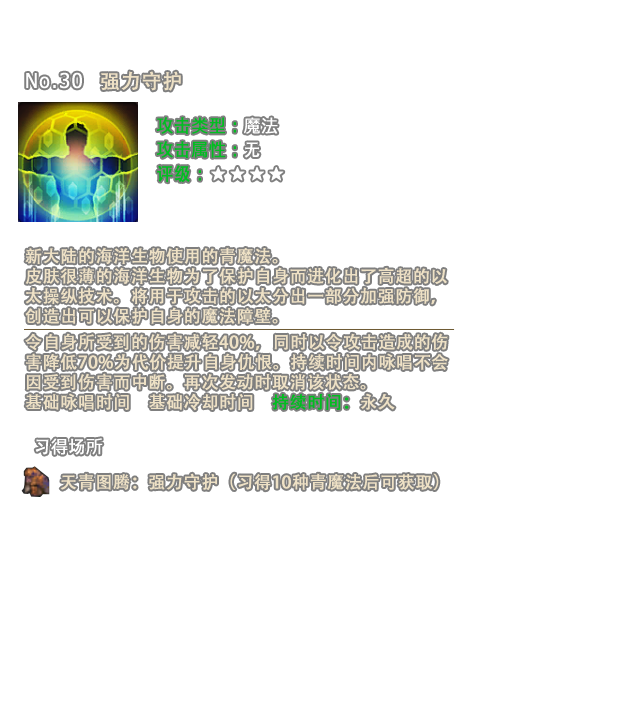 No.30 强力守护
攻击类型：魔法
攻击属性：无
评级：☆☆☆☆
新大陆的海洋生物使用的青魔法。
皮肤很薄的海洋生物为了保护自身而进化出了高超的以
太操纵技术。将用于攻击的以太分出一部分加强防御，
创造出可以保护自身的魔法障壁。
令自身所受到的伤害减轻40%，同时以令攻击造成的伤
害降低70%为代价提升自身仇恨。持续时间内咏唱不会
因受到伤害而中断。再次发动时取消该状态。
基础咏唱时间 基础冷却时间 持续时间：永久
习得场所
天青图腾：强力守护（习得10种青魔法后可获取）